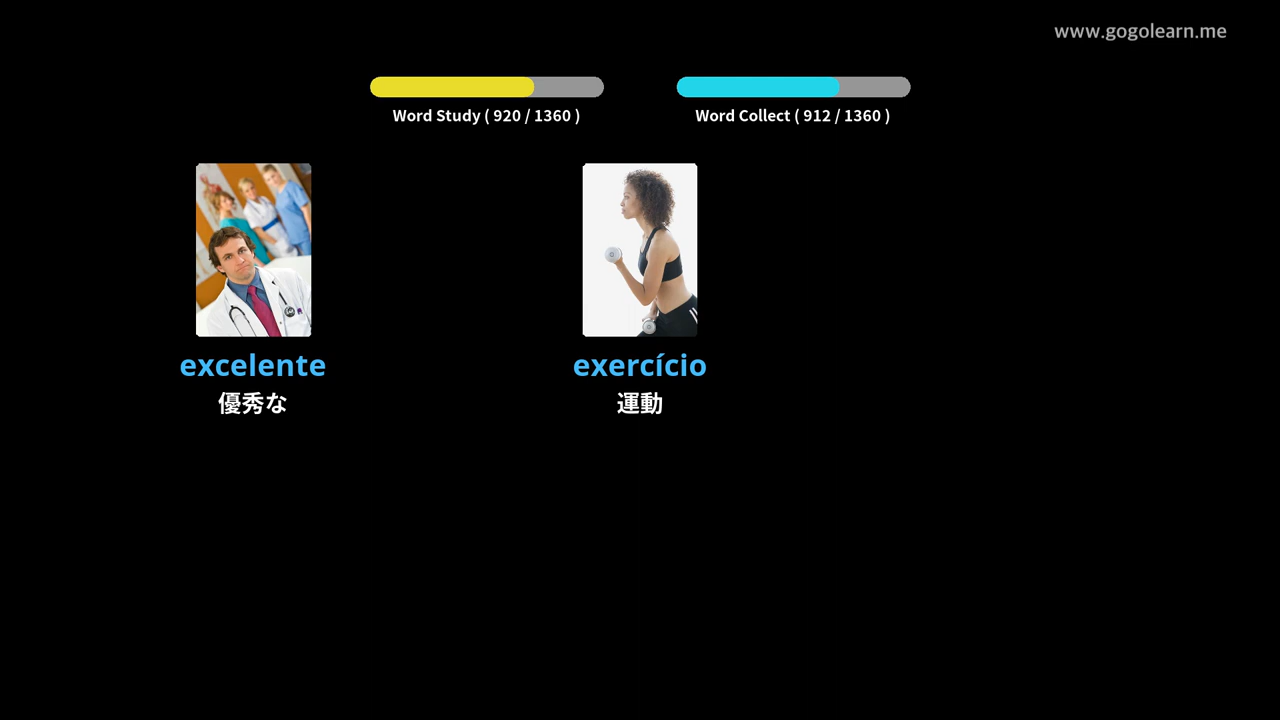 www.gogolearn.me
Word Study ( 920 / 1360 )
Word Collect ( 912 / 1360 )
excelente
優秀な
exercício
運動